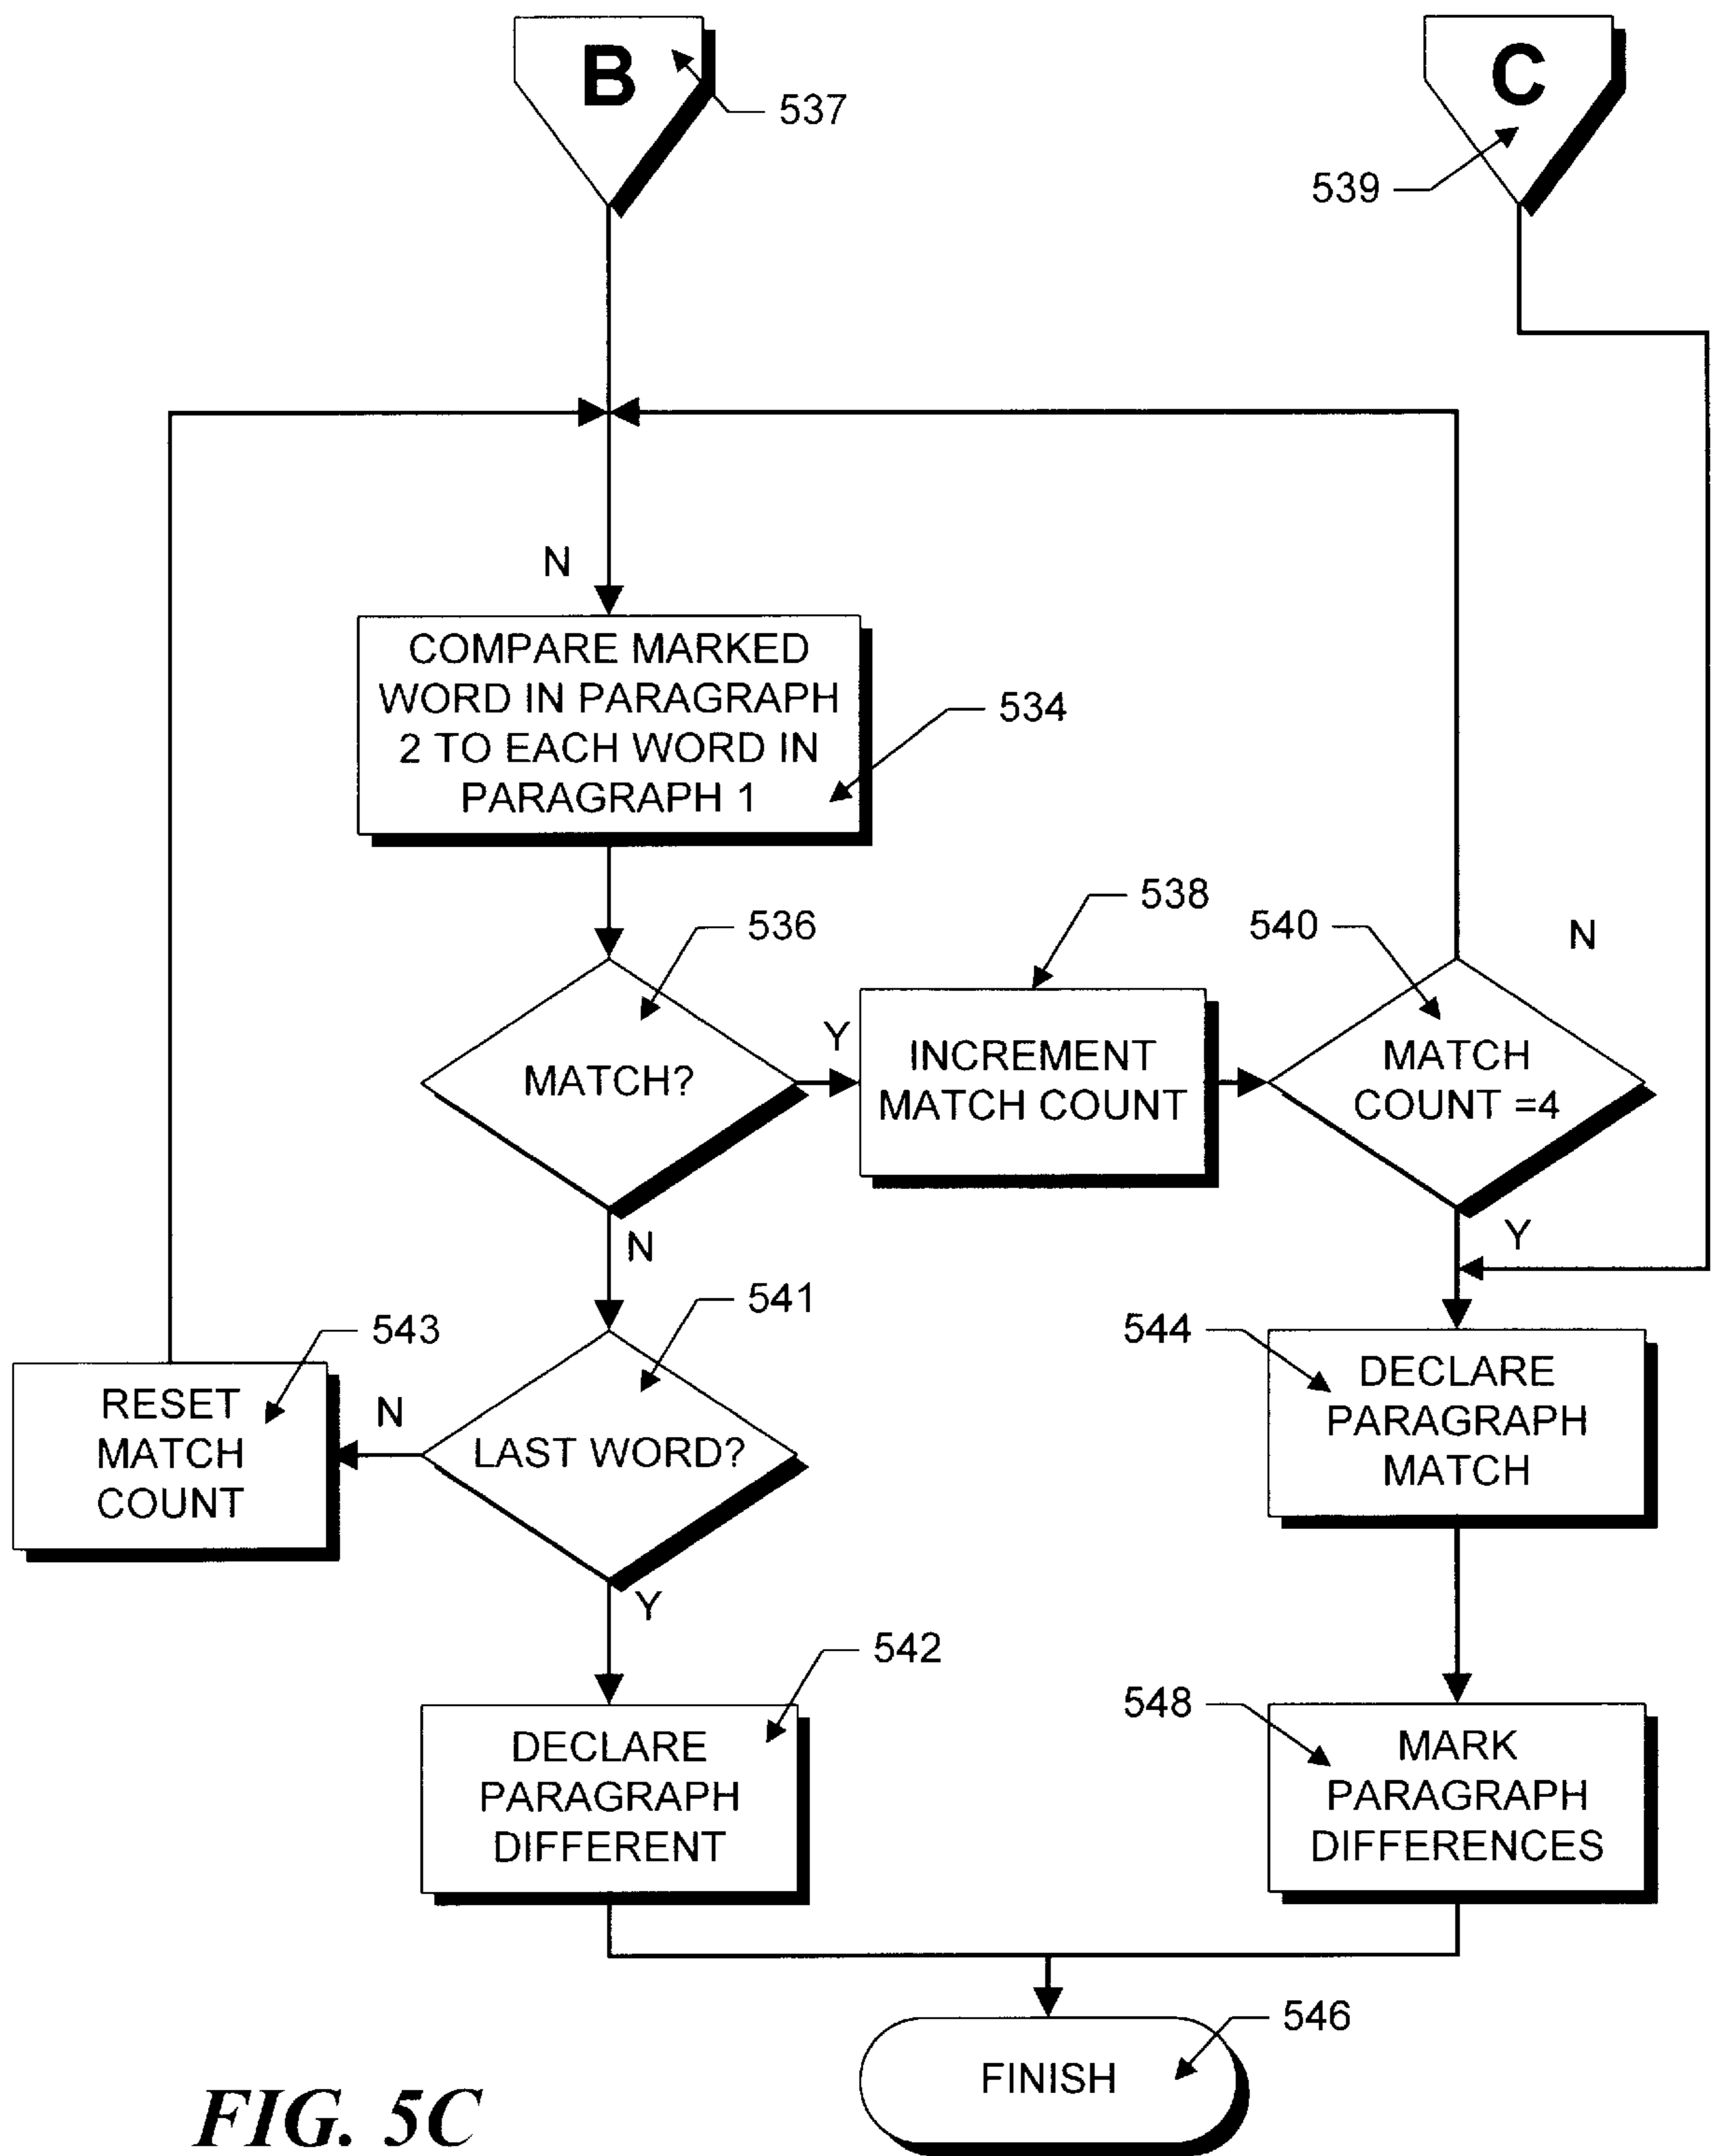 B
537
C
539
N
COMPARE MARKED
WORD IN PARAGRAPH
2 TO EACH WORD IN
PARAGRAPH 1
534
536
MATCH?
Y
538
INCREMENT
MATCH COUNT
540
N
MATCH
COUNT =4
N
Y
541
LAST WORD?
543
RESET
MATCH
COUNT
N
544
DECLARE
PARAGRAPH
MATCH
Y
542
DECLARE
PARAGRAPH
DIFFERENT
548
MARK
PARAGRAPH
DIFFERENCES
546
FINISH
FIG. 5C